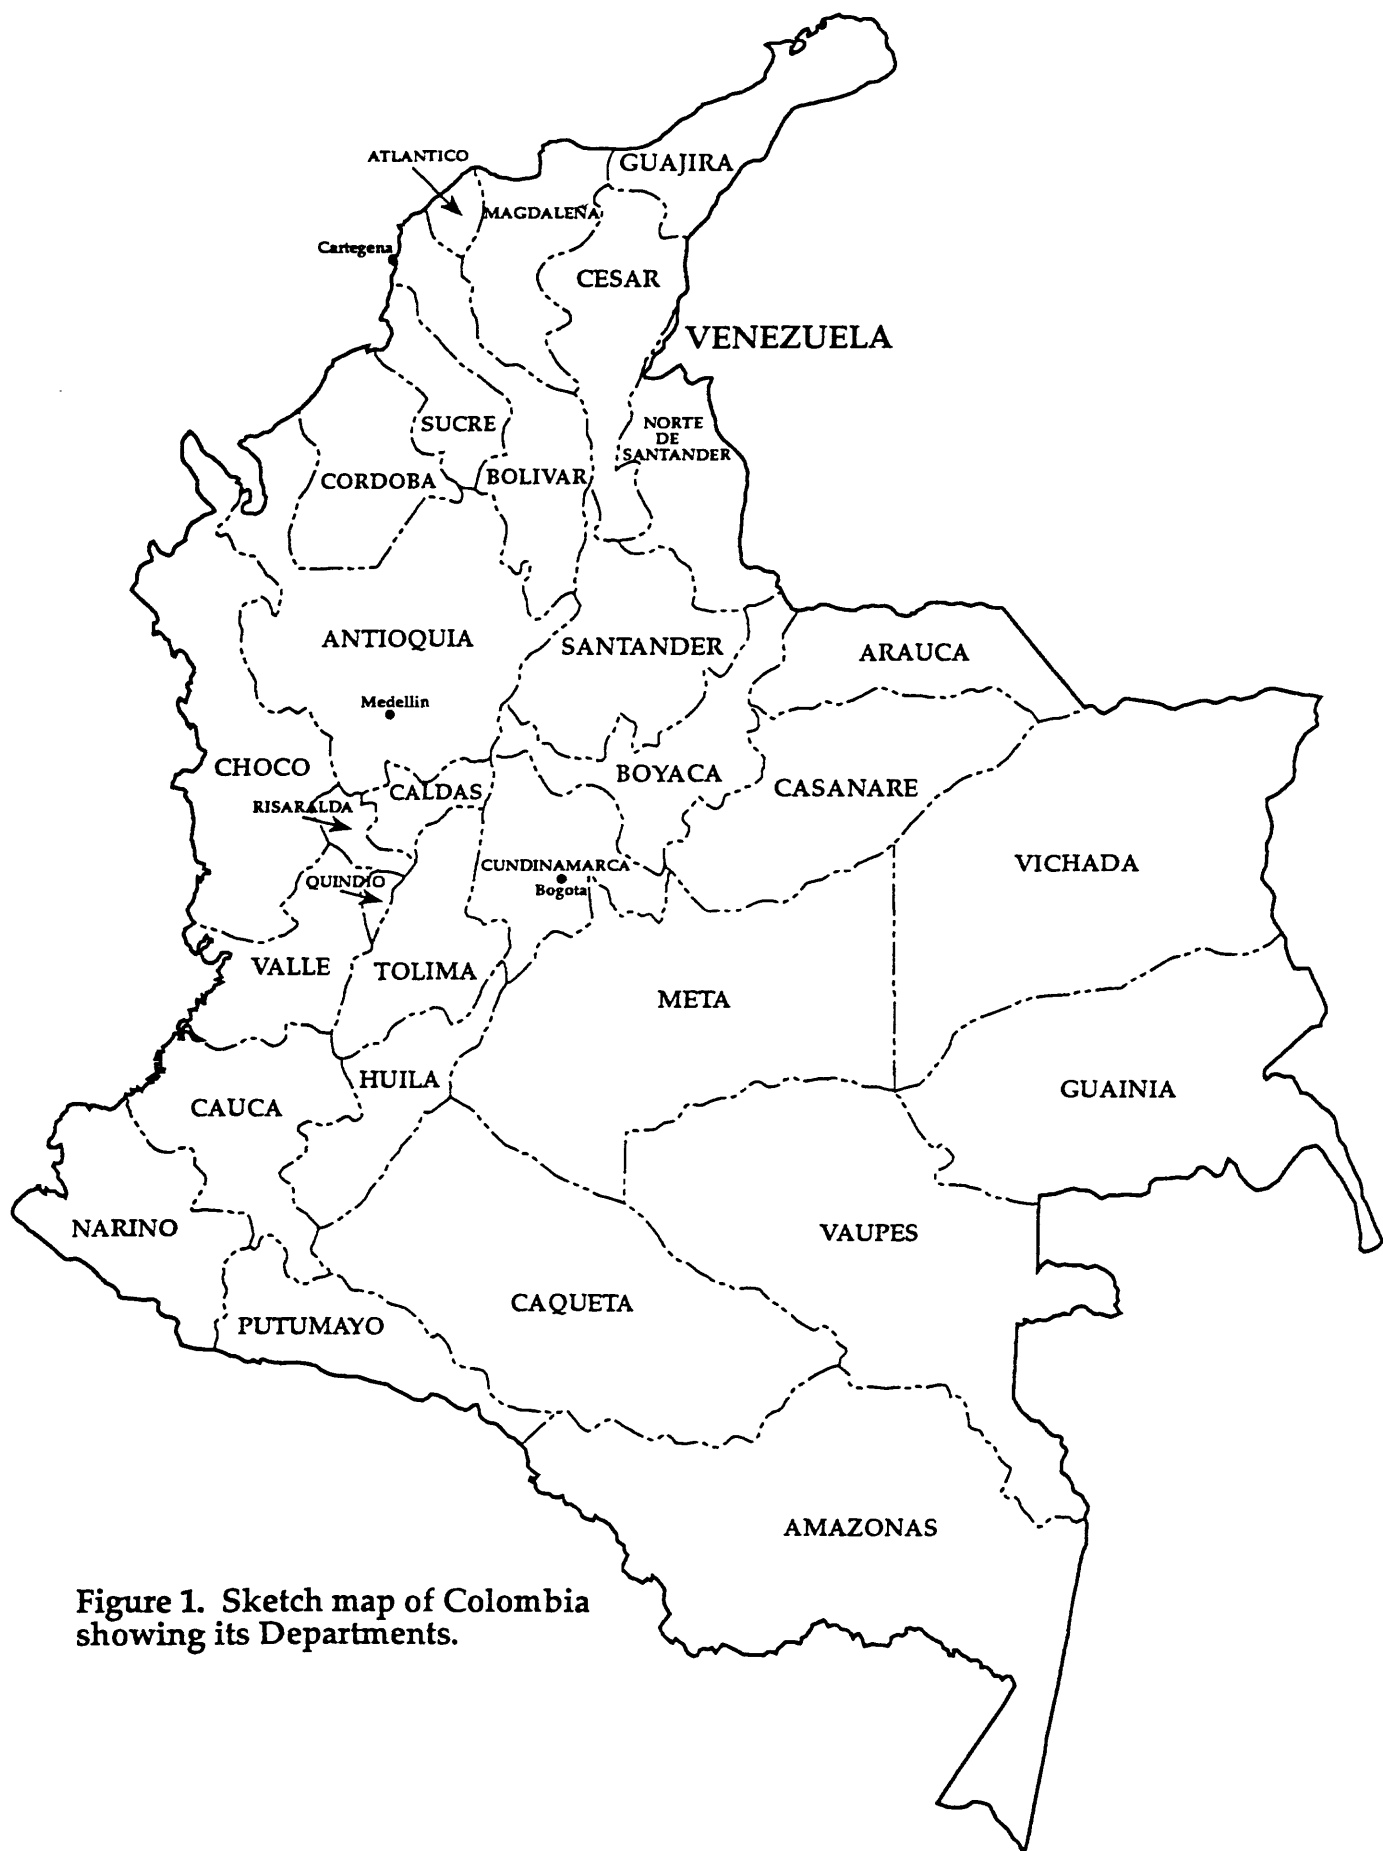 GUAJIRA
ATLANTICO
MAGDALENA
Cartegena
CESAR
VENEZUELA
SUCRE
NORTE
DE
SANTANDER
CORDOBA
BOLIVAR
ANTIOQUIA
SANTANDER
ARAUCA
Medellin
CHOCO
BOYACA
CALDAS
CASANARE
RISARALDA
CUNDINAMARCA
Bogota
VICHADA
QUINDIO
VALLE
TOLIMA
META
HUILA
GUAINIA
CAUCA
NARINO
VAUPES
CAQUETA
PUTUMAYO
AMAZONAS
Figure 1. Sketch map of Colombia
showing its Departments.